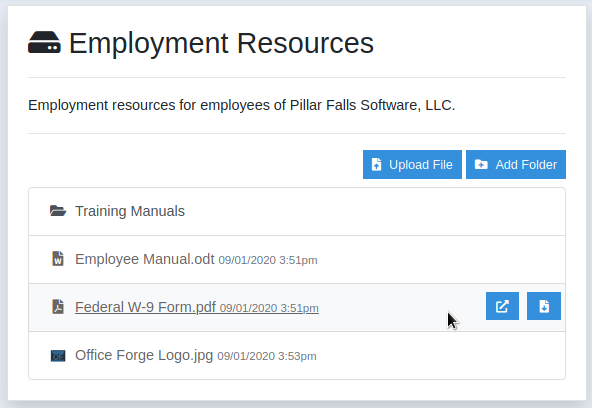 Employment Resources
Employment resources for employees of Pillar Falls Software, LLC.
Upload File Add Folder
Training Manuals
Employee Manual.odt 09/01/2020 3:51pm
Federal W-9 Form.pdf 09/01/2020 3:51pm
Office Forge Logo.jpg 09/01/2020 3:53pm